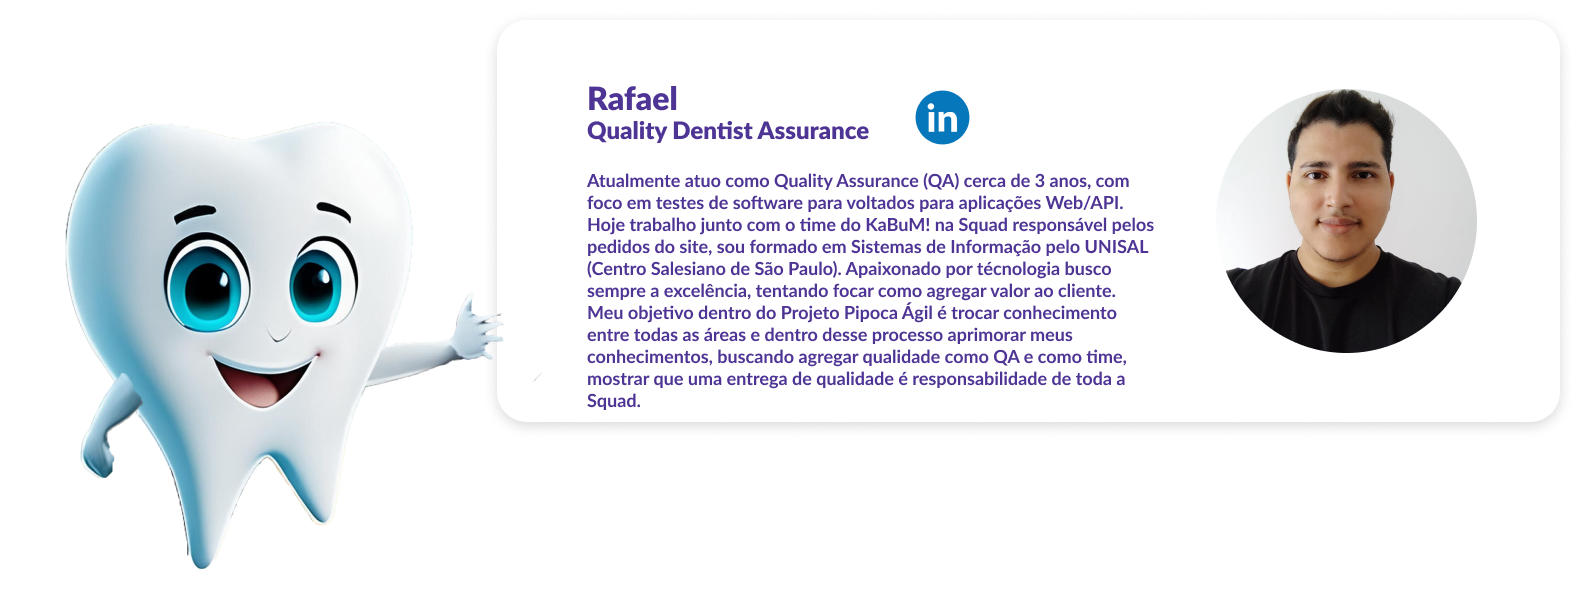 Rafael
Quality Dentist Assurance
in
Atualmente atuo como Quality Assurance (QA) cerca de 3 anos, com
foco em testes de software para voltados para aplicações Web/API.
Hoje trabalho junto com o time do KaBuM! na Squad responsável pelos
pedidos do site, sou formado em Sistemas de Informação pelo UNISAL
(Centro Salesiano de São Paulo). Apaixonado por técnologia busco
sempre a excelência, tentando focar como agregar valor ao cliente.
Meu objetivo dentro do Projeto Pipoca Ágil é trocar conhecimento
entre todas as áreas e dentro desse processo aprimorar meus
conhecimentos, buscando agregar qualidade como QA e como time,
mostrar que uma entrega de qualidade é responsabilidade de toda a
Squad.